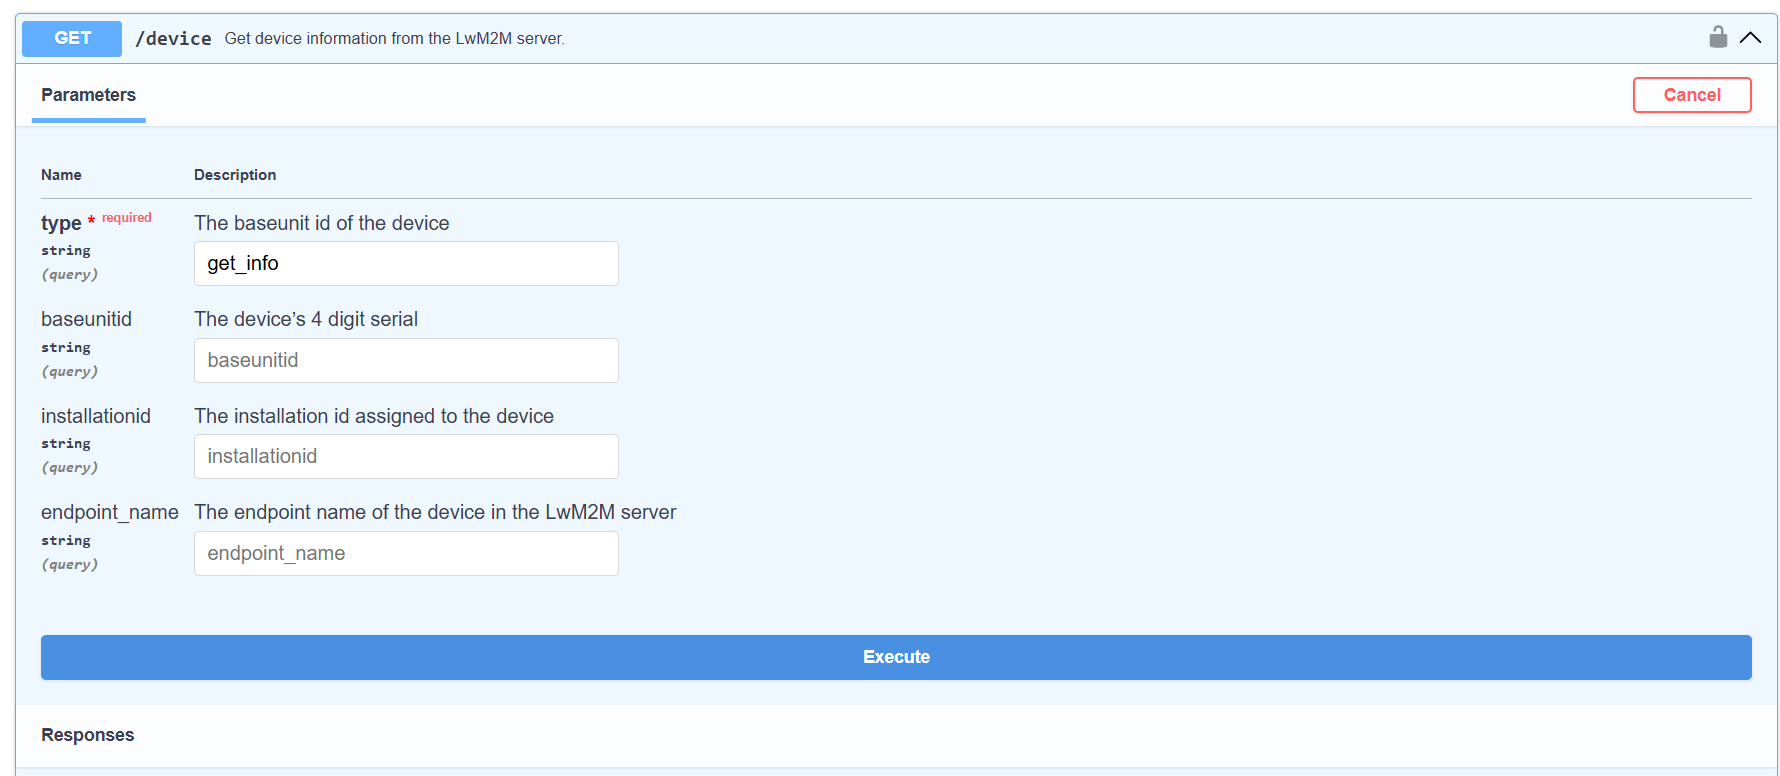 GET /device Get device information from the LwM2M server.
Parameters Cancel
Name Description
type * required The baseunit id of the device
string
(query)
get_info
baseunitid The device’s 4 digit serial
string
(query)
baseunitid
installationid The installation id assigned to the device
string
(query)
installationid
endpoint_name The endpoint name of the device in the LwM2M server
string
(query)
endpoint_name
Execute
Responses